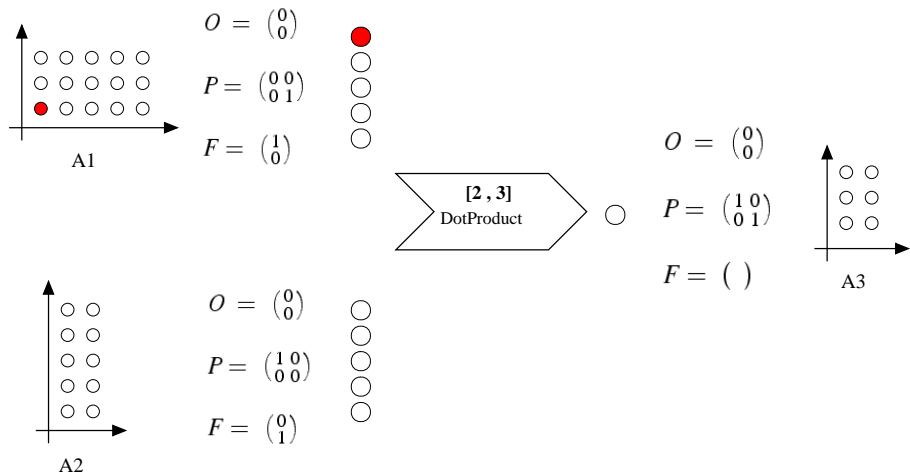 O = (0 0)
P = (0 0 0 1)
F = (1 0)
A1
[2 , 3]
DotProduct
O = (0 0)
P = (1 0 0 1)
F = ( )
A3
O = (0 0)
P = (1 0 0 0)
F = (0 1)
A2